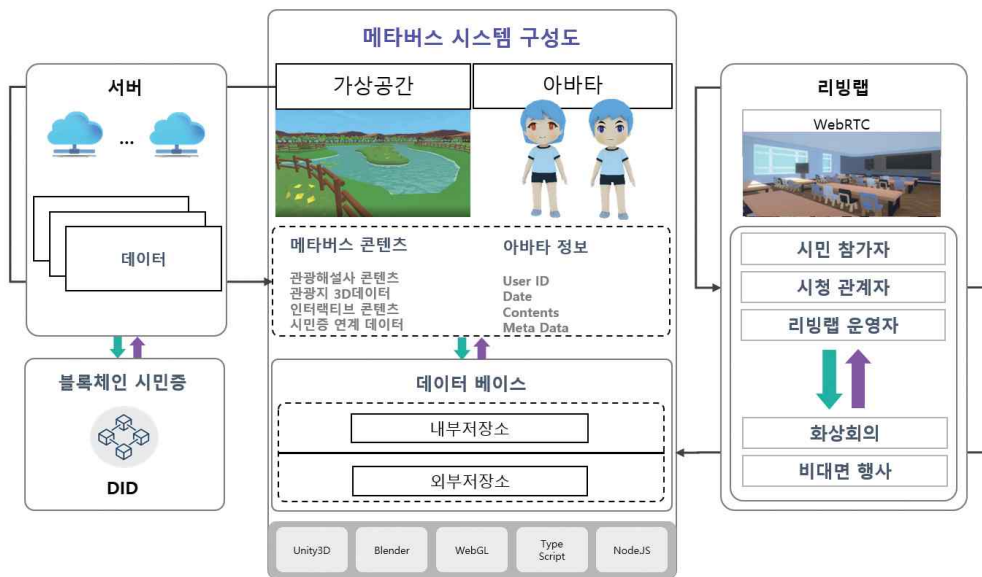 메타버스 시스템 구성도
서버
...
데이터
블록체인 시민증
DID
가상공간
아바타
메타버스 콘텐츠
관광해설사 콘텐츠
관광지 3D데이터
인터랙티브 콘텐츠
시민증 연계 데이터
아바타 정보
User ID
Date
Contents
Meta Data
데이터 베이스
내부저장소
외부저장소
Unity3D
Blender
WebGL
Type
Script
NodeJS
리빙랩
WebRTC
시민 참가자
시청 관계자
리빙랩 운영자
화상회의
비대면 행사